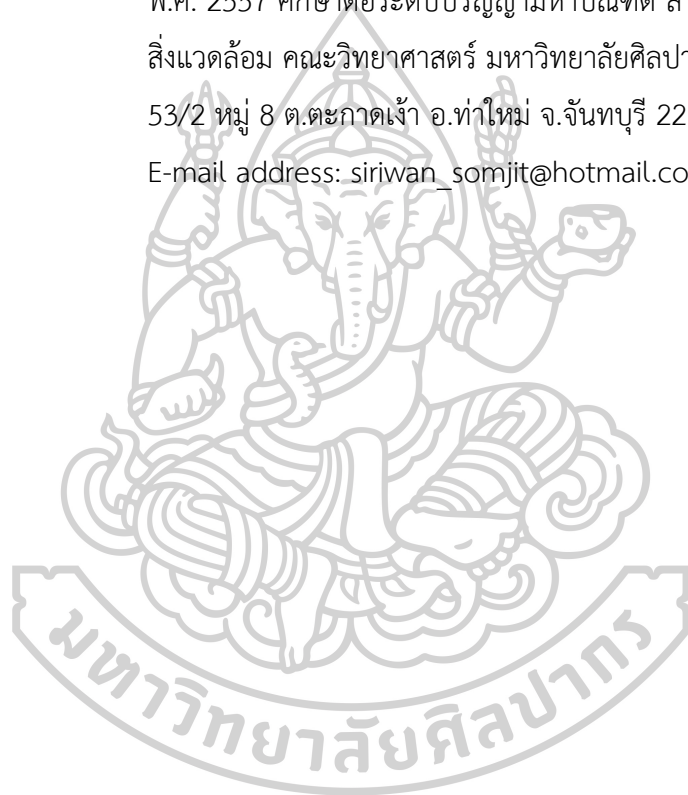 พ.ศ. 2557 ศึกษาต่อระดับปริญญามหาบัณฑิต
สิ่งแวดล้อม คณะวิทยาศาสตร์ มหาวิทยาลัยศิลปา
53/2 หมู่ 8 ต.ตะกาดเง้า อ.ท่าใหม่ จ.จันทบุรี 22
E-mail address: siriwan_somjit@hotmail.co
มหาวิทยาลัยศิลปากร